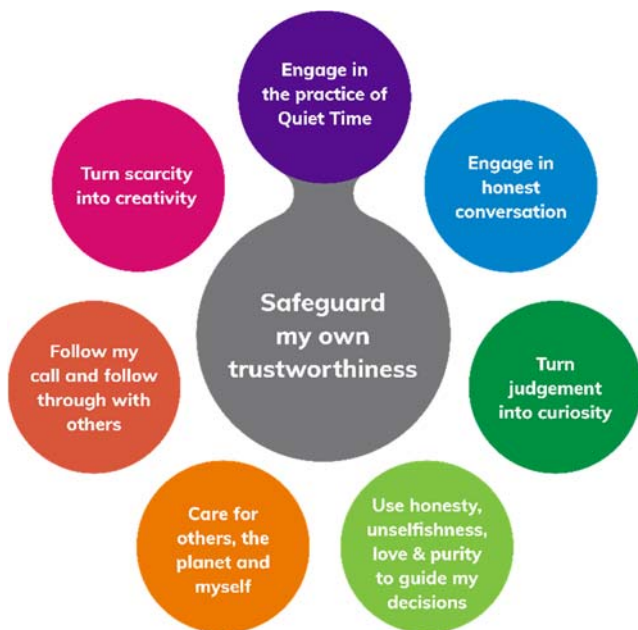 Engage in
the practice of
Quiet Time
Engage in
honest
conversation
Turn
judgement
into curiosity
Use honesty,
unselfishness,
love & purity
to guide my
decisions
Care for
others, the
planet and
myself
Follow my
call and follow
through with
others
Turn scarcity
into creativity
Safeguard
my own
trustworthiness